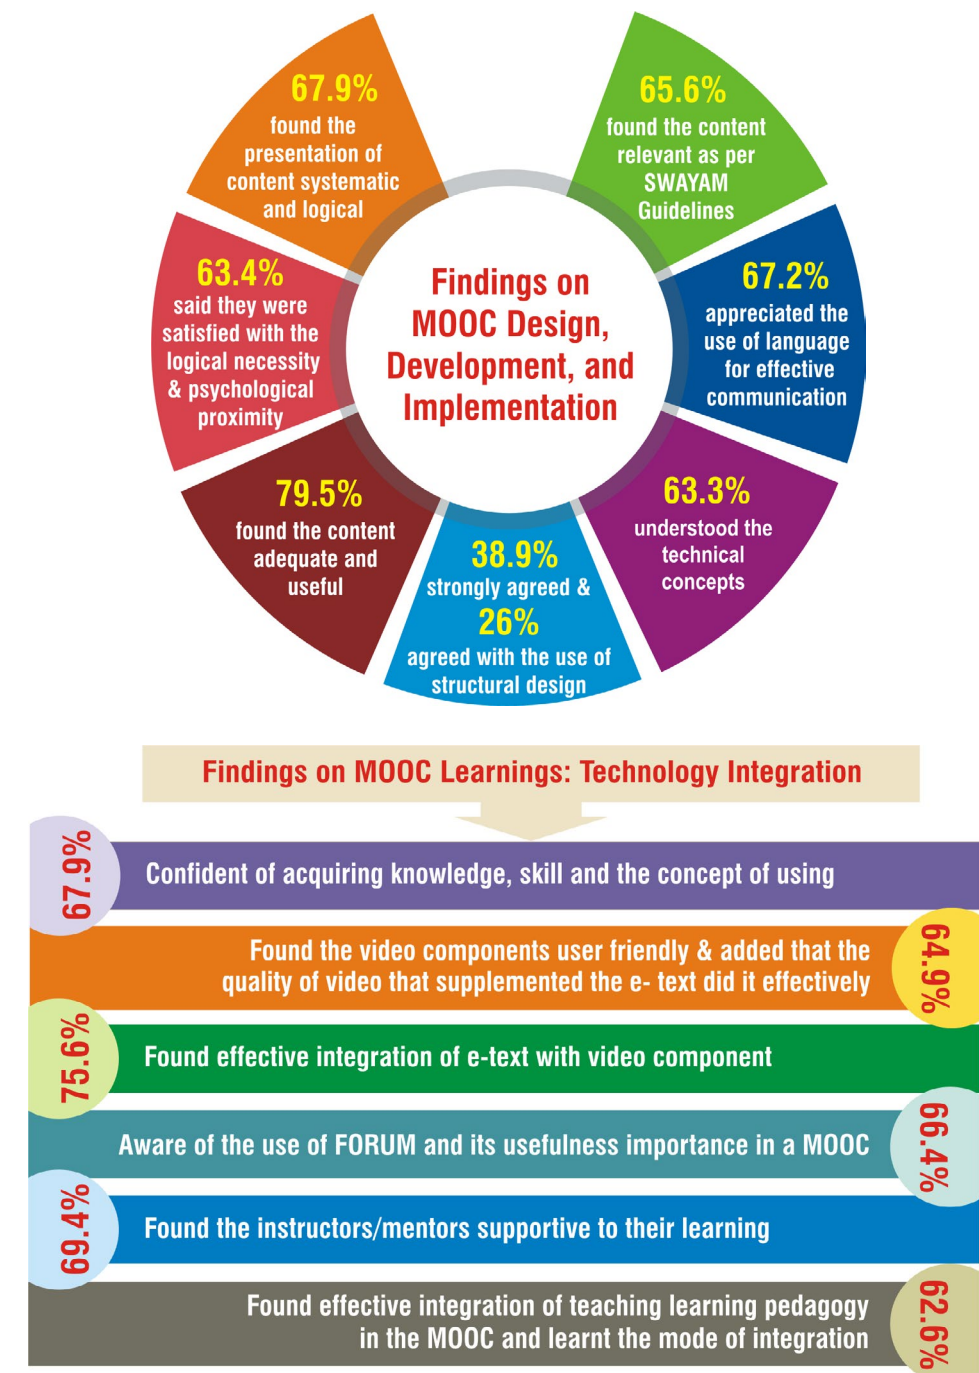 67.9%
found the
presentation of
content systematic
and logical
65.6%
found the content
relevant as per
SWAYAM
Guidelines
63.4%
said they were
satisfied with the
logical necessity
& psychological
proximity
Findings on
MOOC Design,
Development, and
Implementation
67.2%
appreciated the
use of language
for effective
communication
79.5%
found the content
adequate and
useful
38.9%
strongly agreed &
26%
agreed with the use of
structural design
63.3%
understood the
technical
concepts
Findings on MOOC Learnings: Technology Integration
67.9%
Confident of acquiring knowledge, skill and the concept of using
Found the video components user friendly & added that the
quality of video that supplemented the e- text did it effectively
64.9%
75.6%
Found effective integration of e-text with video component
Aware of the use of FORUM and its usefulness importance in a MOOC
66.4%
69.4%
Found the instructors/mentors supportive to their learning
Found effective integration of teaching learning pedagogy
in the MOOC and learnt the mode of integration
62.6%